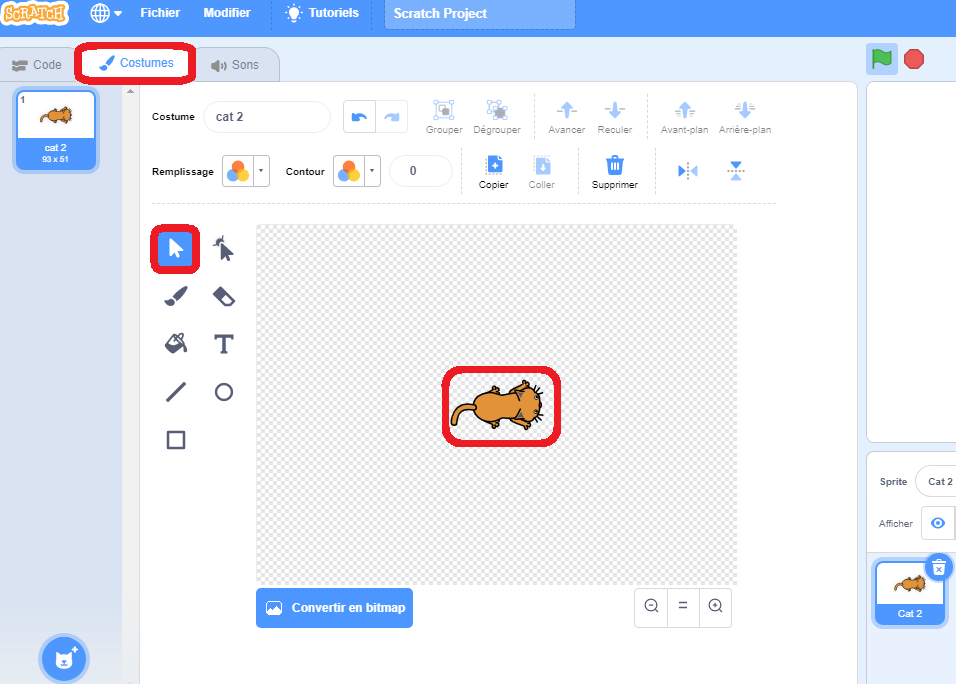 SCRATCH Fichier Modifier Tutoriels Scratch Project
Code Costumes Sons
1
cat 2
93 x 51
Costume cat 2
Grouper Dégrouper Avancer Reculer Avant-plan Arrière-plan
Remplissage Contour 0
Copier Coller Supprimer
T
Convertir en bitmap
=
Sprite Cat 2
Afficher
Cat 2